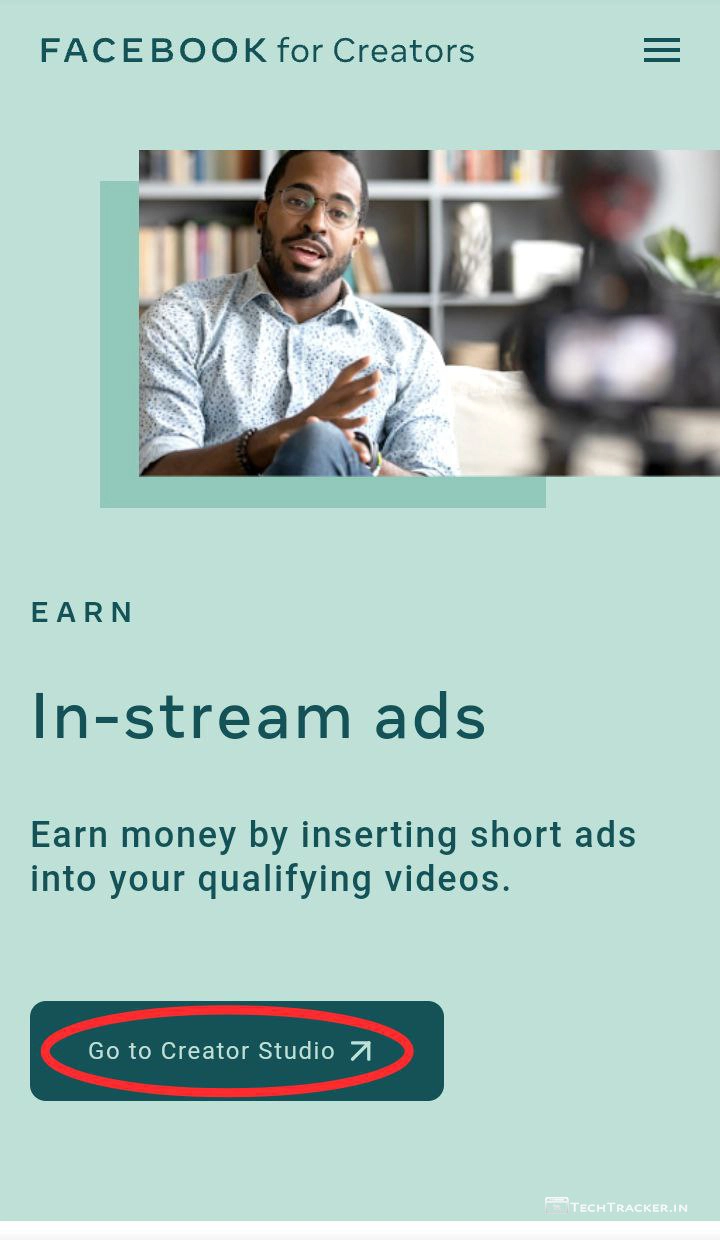 FACEBOOK for Creators
EARN
In-stream ads
Earn money by inserting short ads
into your qualifying videos.
Go to Creator Studio
TECHTRACKER.IN